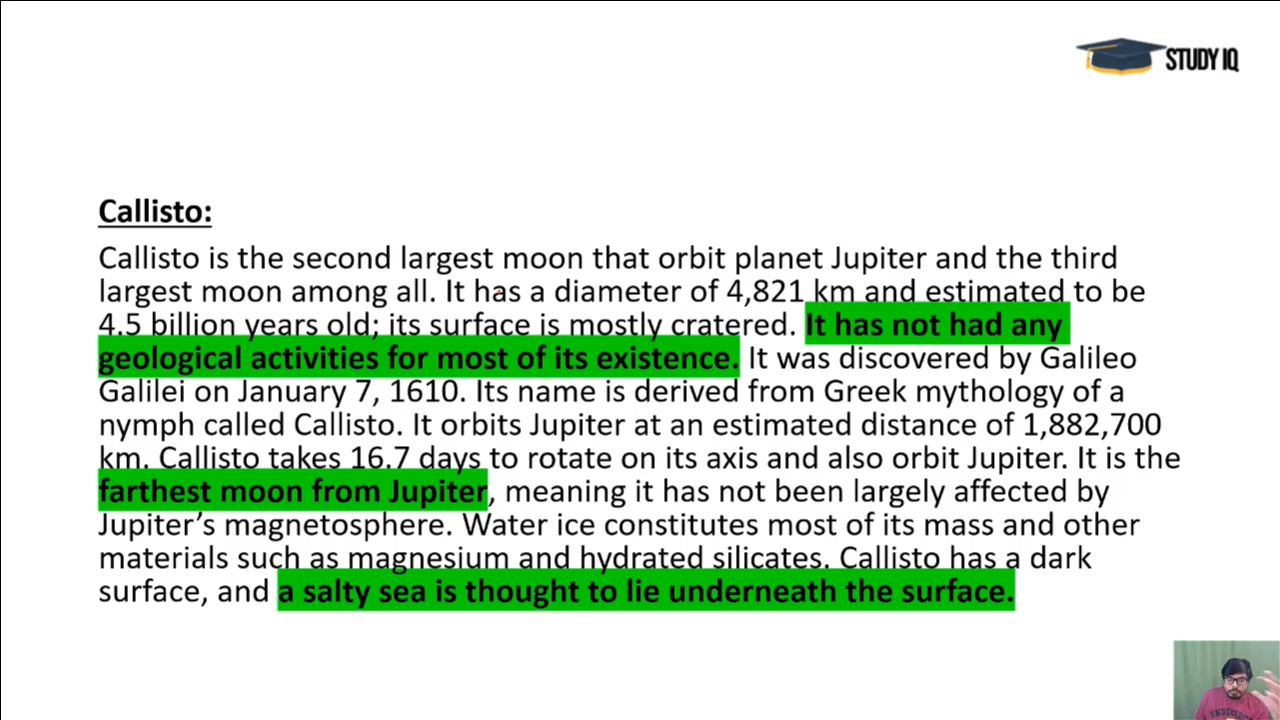 STUDY IQ
Callisto:
Callisto is the second largest moon that orbit planet Jupiter and the third
largest moon among all. It has a diameter of 4,821 km and estimated to be
4.5 billion years old; its surface is mostly cratered. It has not had any
geological activities for most of its existence. It was discovered by Galileo
Galilei on January 7, 1610. Its name is derived from Greek mythology of a
nymph called Callisto. It orbits Jupiter at an estimated distance of 1,882,700
km. Callisto takes 16.7 days to rotate on its axis and also orbit Jupiter. It is the
farthest moon from Jupiter, meaning it has not been largely affected by
Jupiter’s magnetosphere. Water ice constitutes most of its mass and other
materials such as magnesium and hydrated silicates. Callisto has a dark
surface, and a salty sea is thought to lie underneath the surface.